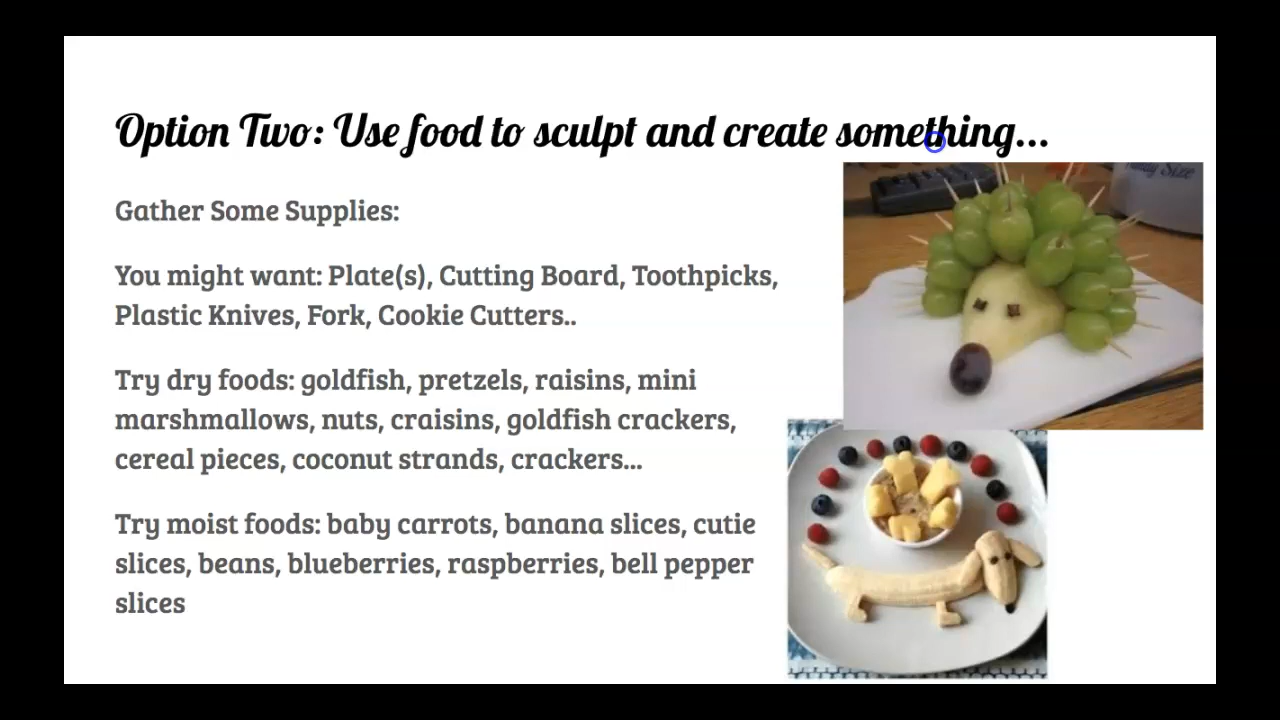 Option Two: Use food to sculpt and create something...
Gather Some Supplies:
You might want: Plate(s), Cutting Board, Toothpicks,
Plastic Knives, Fork, Cookie Cutters..
Try dry foods: goldfish, pretzels, raisins, mini
marshmallows, nuts, craisins, goldfish crackers,
cereal pieces, coconut strands, crackers...
Try moist foods: baby carrots, banana slices, cutie
slices, beans, blueberries, raspberries, bell pepper
slices
Size